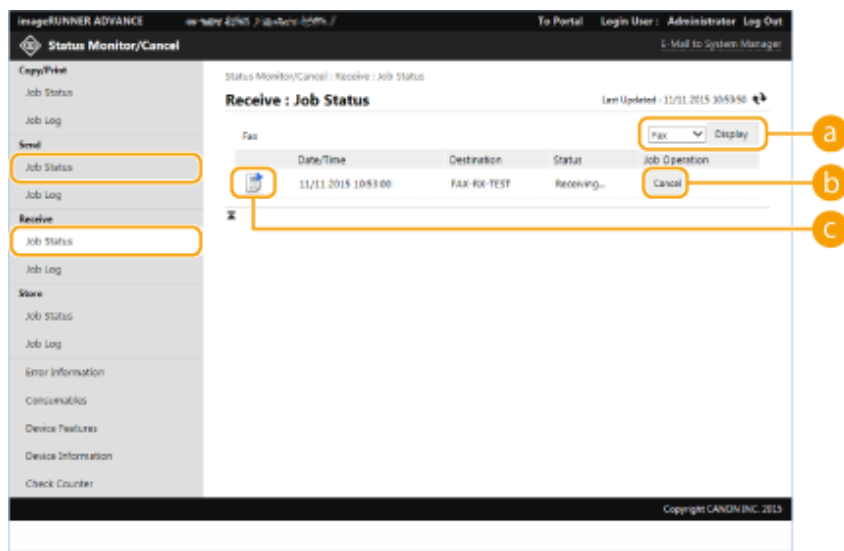 imageRUNNER ADVANCE To Portal Login User : Administrator Log Out
Status Monitor/Cancel E-Mail to System Manager
Copy/Print
Job Status
Job Log
Send
Job Status
Job Log
Receive
Job Status
Job Log
Store
Job Status
Job Log
Error Information
Consumables
Device Features
Device Information
Check Counter
Status Monitor/Cancel : Receive : Job Status
Receive : Job Status Last Updated : 11/11 2015 10:53:50
Fax Fax Display a
Date/Time Destination Status Job Operation
11/11 2015 10:53:00 FAX-RX-TEST Receiving... Cancel b
c
Copyright CANON INC. 2015